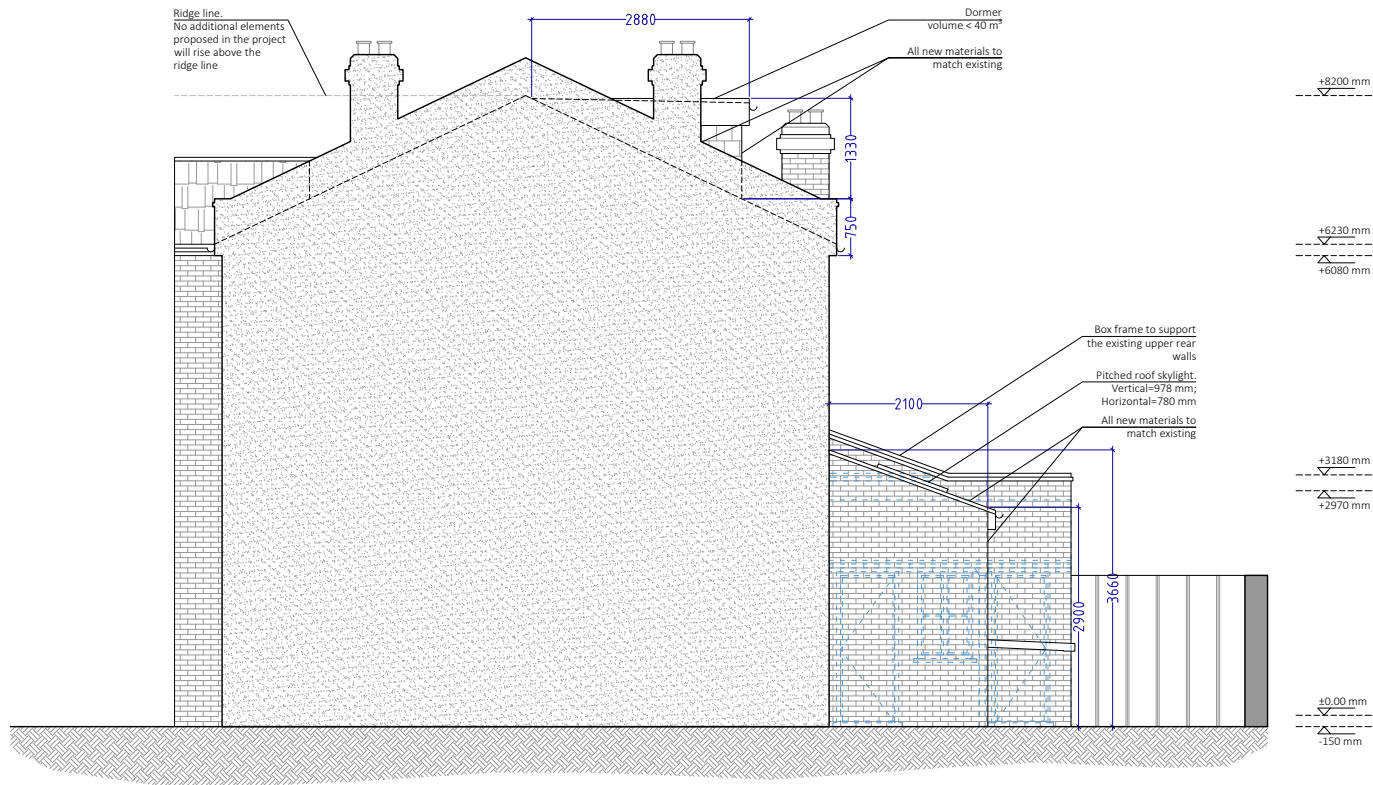 Ridge line.
No additional elements
proposed in the project
will rise above the
ridge line
2880
Dormer
volume < 40 m³
All new materials to
match existing
+8200 mm
1330
750
+6230 mm
+6080 mm
Box frame to support
the existing upper rear
walls
Pitched roof skylight.
Vertical=978 mm;
Horizontal=780 mm
2100
All new materials to
match existing
+3180 mm
+2970 mm
3660
2900
±0.00 mm
-150 mm